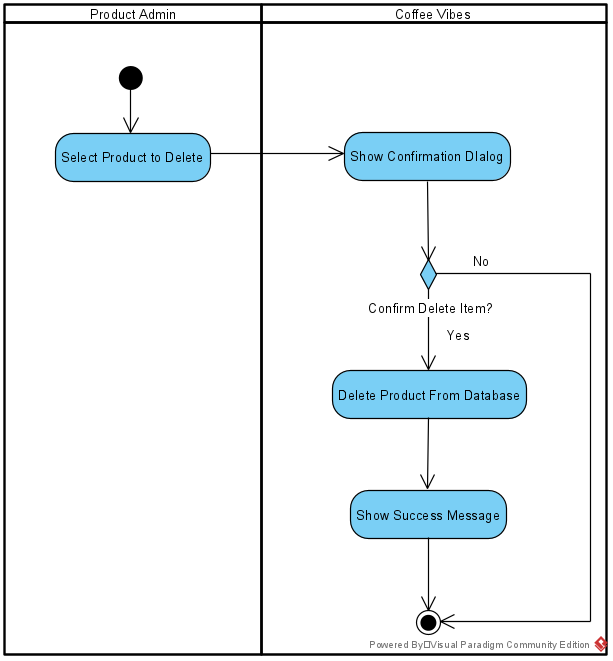 Product Admin
Coffee Vibes
Select Product to Delete
Show Confirmation DIalog
No
Confirm Delete Item?
Yes
Delete Product From Database
Show Success Message
Powered By Visual Paradigm Community Edition